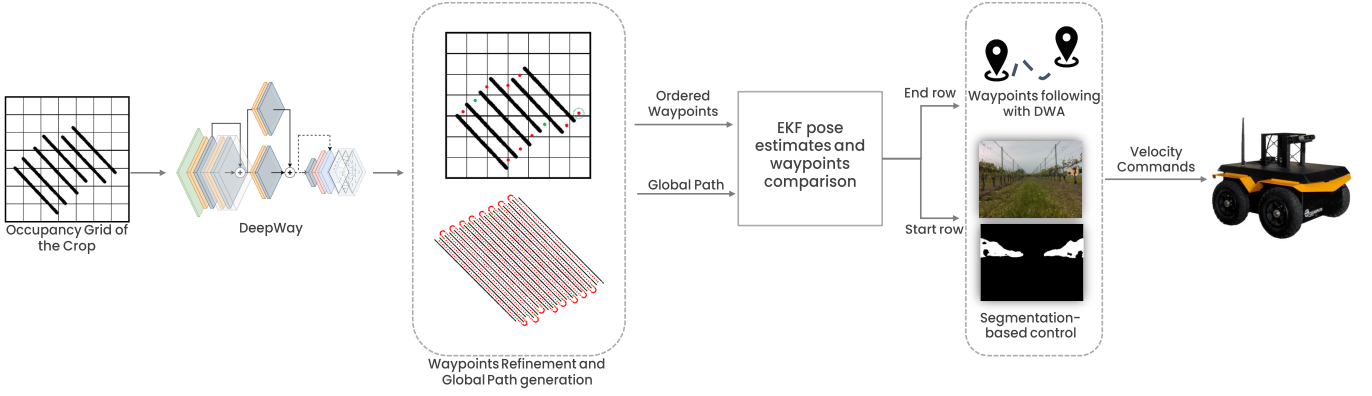 Occupancy Grid of
the Crop
DeepWay
Waypoints Refinement and
Global Path generation
Ordered
Waypoints
Global Path
EKF pose
estimates and
waypoints
comparison
End row
Start row
Waypoints following
with DWA
Segmentation-
based control
Velocity
Commands